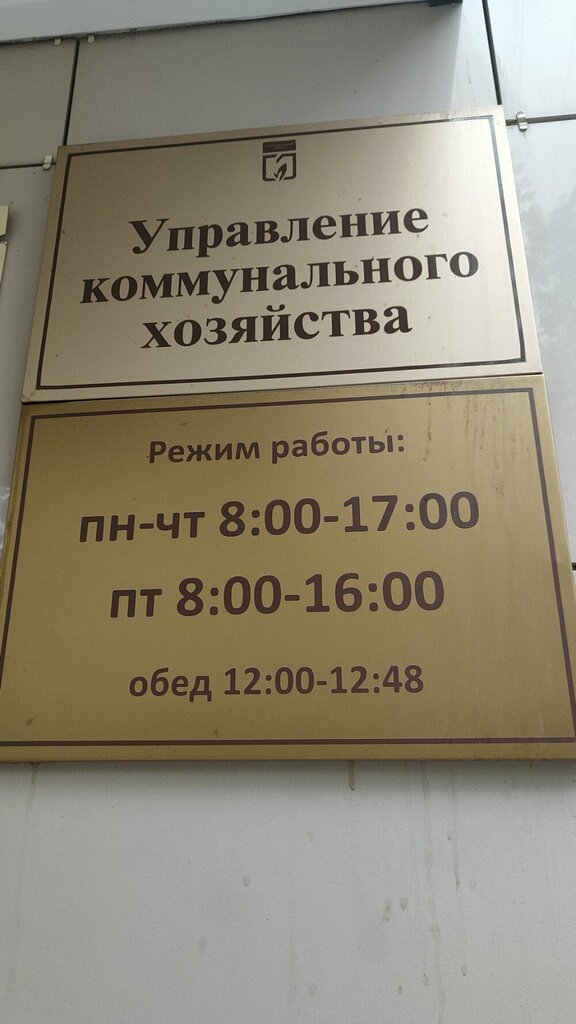 Управление
коммунального
хозяйства
Режим работы:
пн-чт 8:00-17:00
пт 8:00-16:00
обед 12:00-12:48